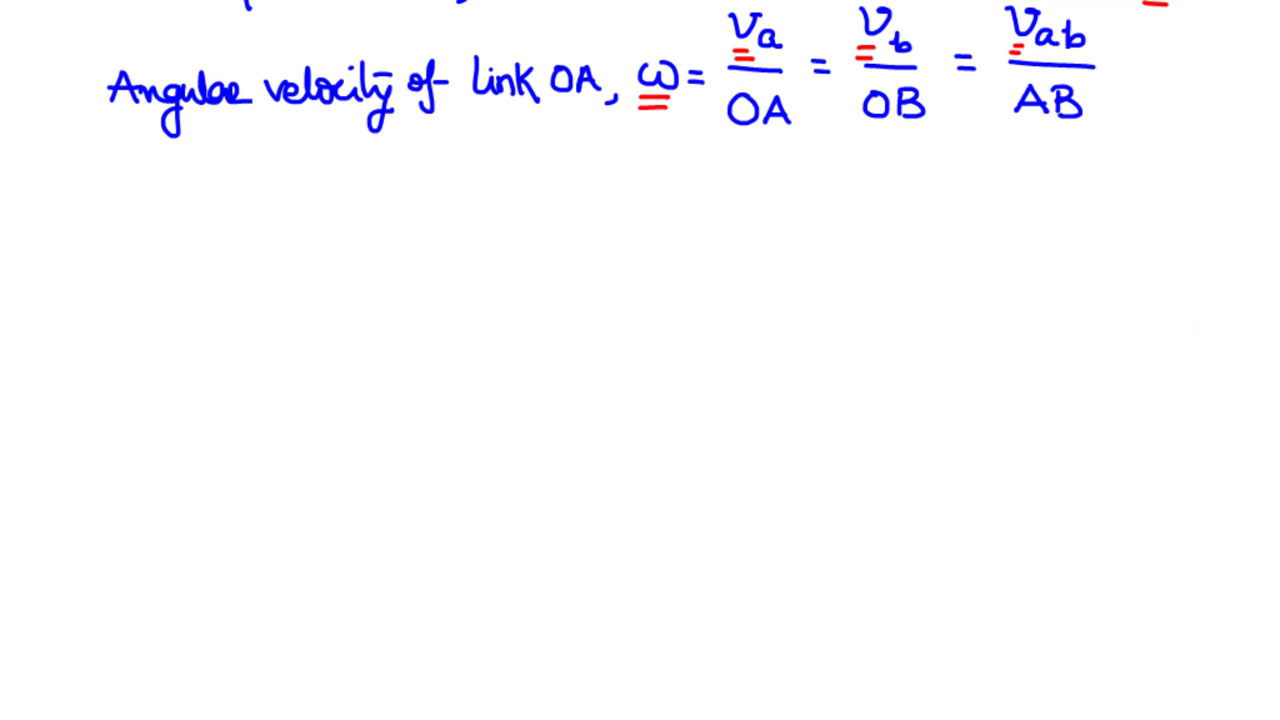 Angular velocity of link OA, ω = Va/OA = Vb/OB = Vab/AB